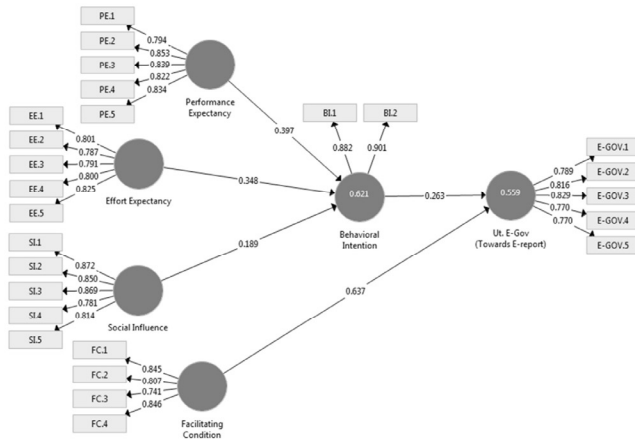 PE.1
PE.2
PE.3
PE.4
PE.5
0.794
0.853
0.839
0.822
0.834
Performance
Expectancy
EE.1
EE.2
EE.3
EE.4
EE.5
0.801
0.787
0.791
0.800
0.825
Effort Expectancy
SI.1
SI.2
SI.3
SI.4
SI.5
0.872
0.850
0.869
0.781
0.814
Social Influence
FC.1
FC.2
FC.3
FC.4
0.845
0.807
0.741
0.846
Facilitating
Condition
0.397
0.348
0.189
0.637
BI.1
BI.2
0.882
0.901
0.621
Behavioral
Intention
0.263
0.559
Ut. E-Gov
(Towards E-report)
0.789
0.816
0.829
0.770
0.770
E-GOV.1
E-GOV.2
E-GOV.3
E-GOV.4
E-GOV.5